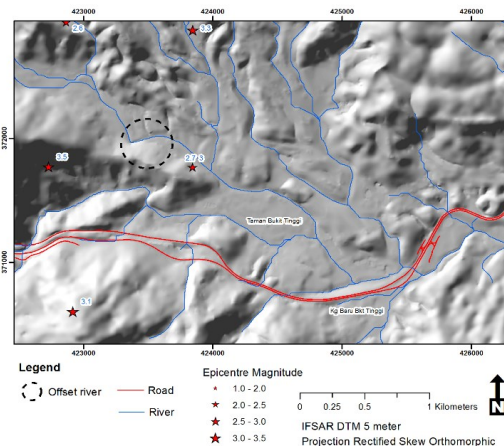 423000 424000 425000 426000
2.6 3.3
372000
3.5 2.7 3
Taman Bukit Tinggi
371000
3.1
Kg Baru Bkt Tinggi
423000 424000 425000 426000
Legend
Offset river
Road
River
Epicentre Magnitude
1.0 - 2.0
2.0 - 2.5
2.5 - 3.0
3.0 - 3.5
0 0.25 0.5 1 Kilometers
N
IFSAR DTM 5 meter
Projection Rectified Skew Orthomorphic